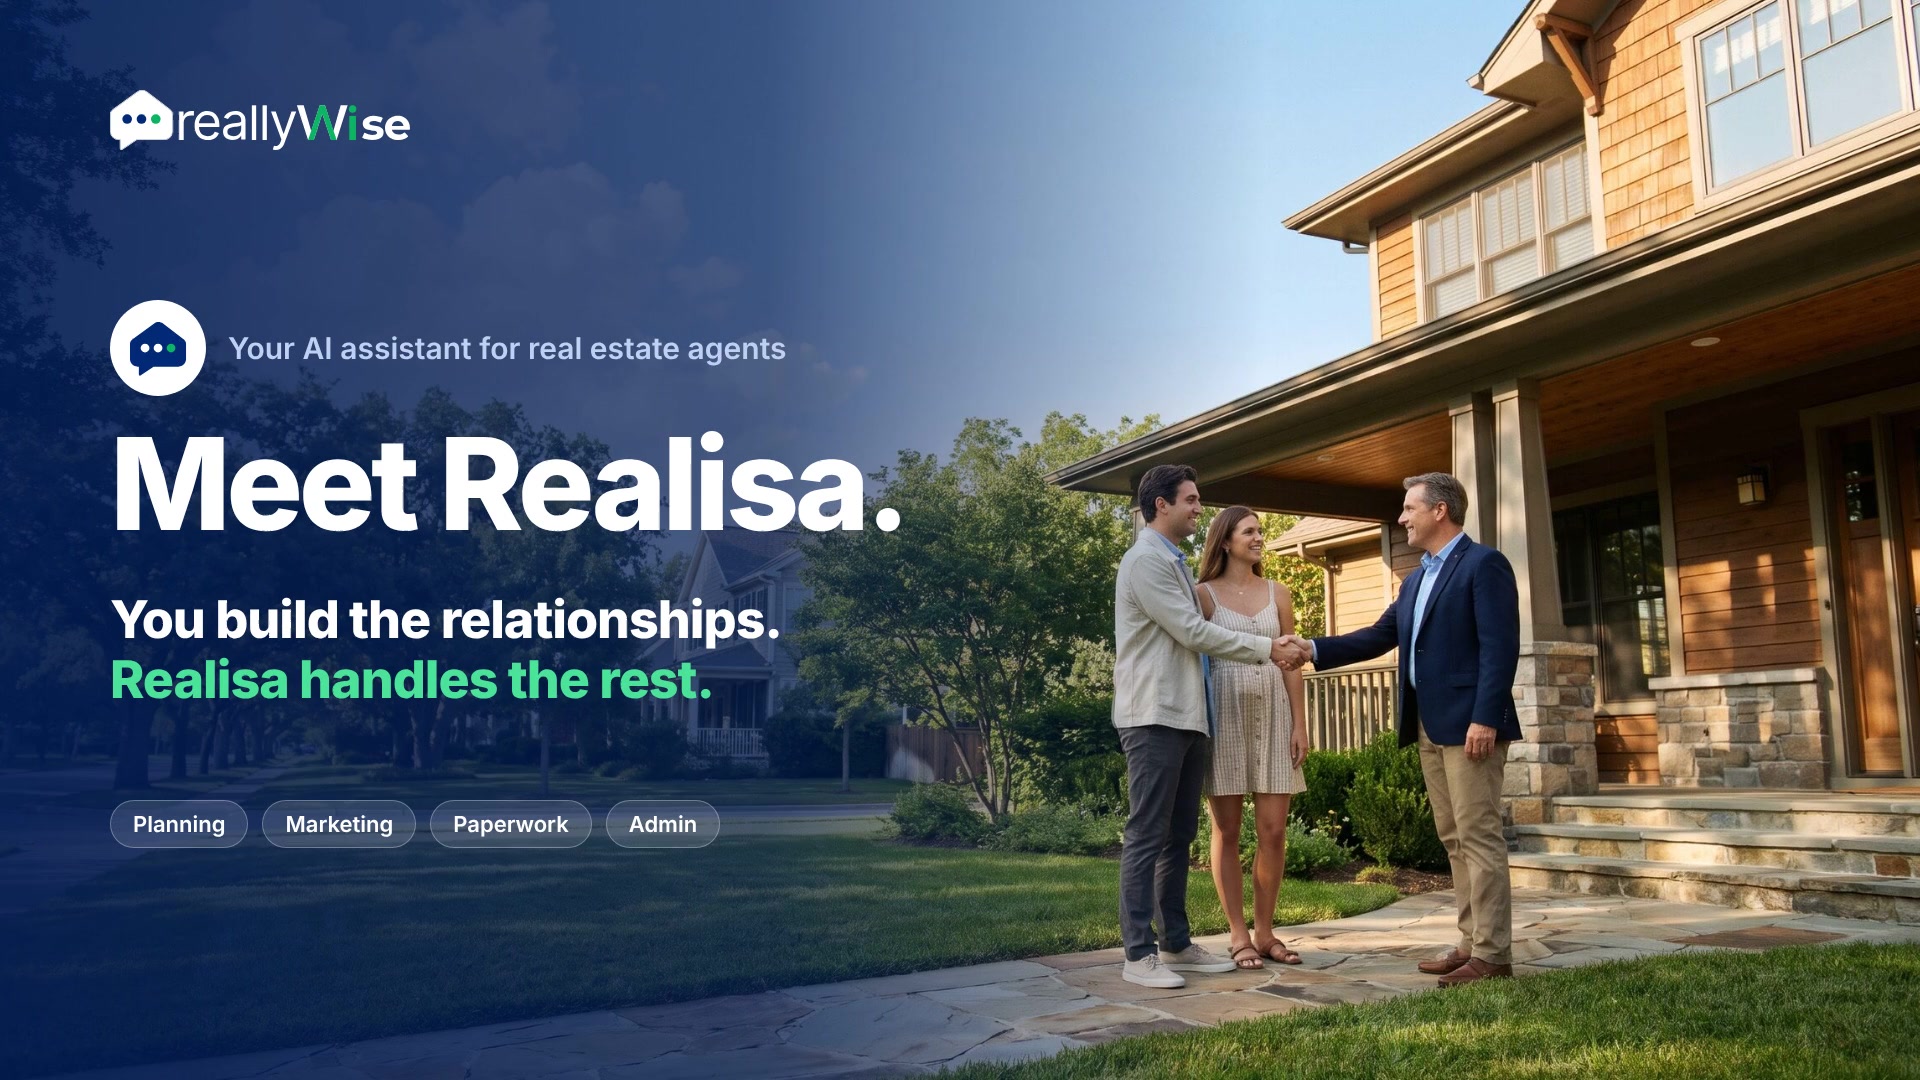 reallyWise
Your AI assistant for real estate agents
Meet Realisa.
You build the relationships.
Realisa handles the rest.
Planning
Marketing
Paperwork
Admin